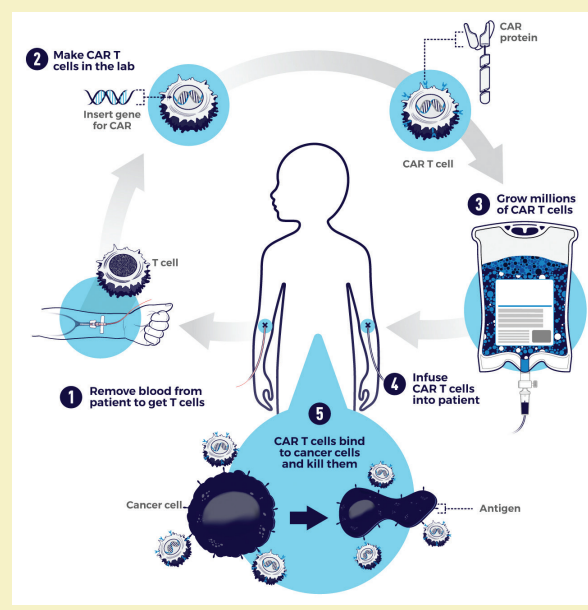 CAR
protein
2 Make CAR T
cells in the lab
Insert gene
for CAR
CAR T cell
3 Grow millions
of CAR T cells
T cell
1 Remove blood from
patient to get T cells
4 Infuse
CAR T cells
into patient
5
CAR T cells bind
to cancer cells
and kill them
Cancer cell
Antigen